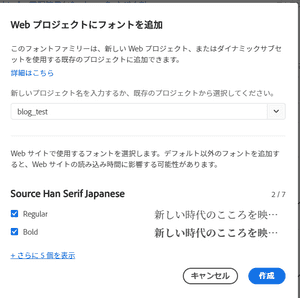 Web プロジェクトにフォントを追加
このフォントファミリーは、新しい Web プロジェクト、またはダイナミックサブセ
ットを使用する既存のプロジェクトに追加できます。
詳細はこちら
新しいプロジェクト名を入力するか、既存のプロジェクトから選択してください。
blog_test
Web サイトで使用するフォントを選択します。デフォルト以外のフォントを追加す
ると、Web サイトの読み込み時間に影響する可能性があります。
Source Han Serif Japanese 2 / 7
Regular 新しい時代のこころを映…
Bold 新しい時代のこころを映…
+ さらに 5 個を表示
キャンセル 作成